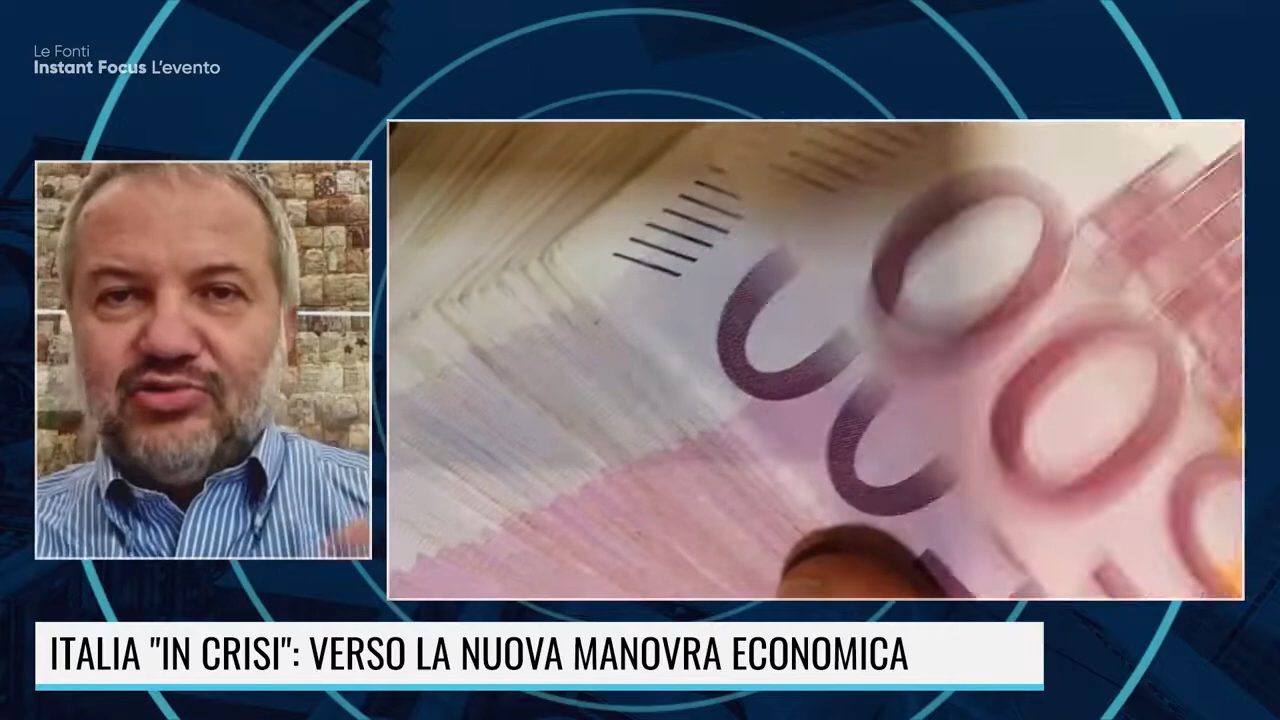 Le Fonti
Instant Focus L'evento
ITALIA "IN CRISI": VERSO LA NUOVA MANOVRA ECONOMICA